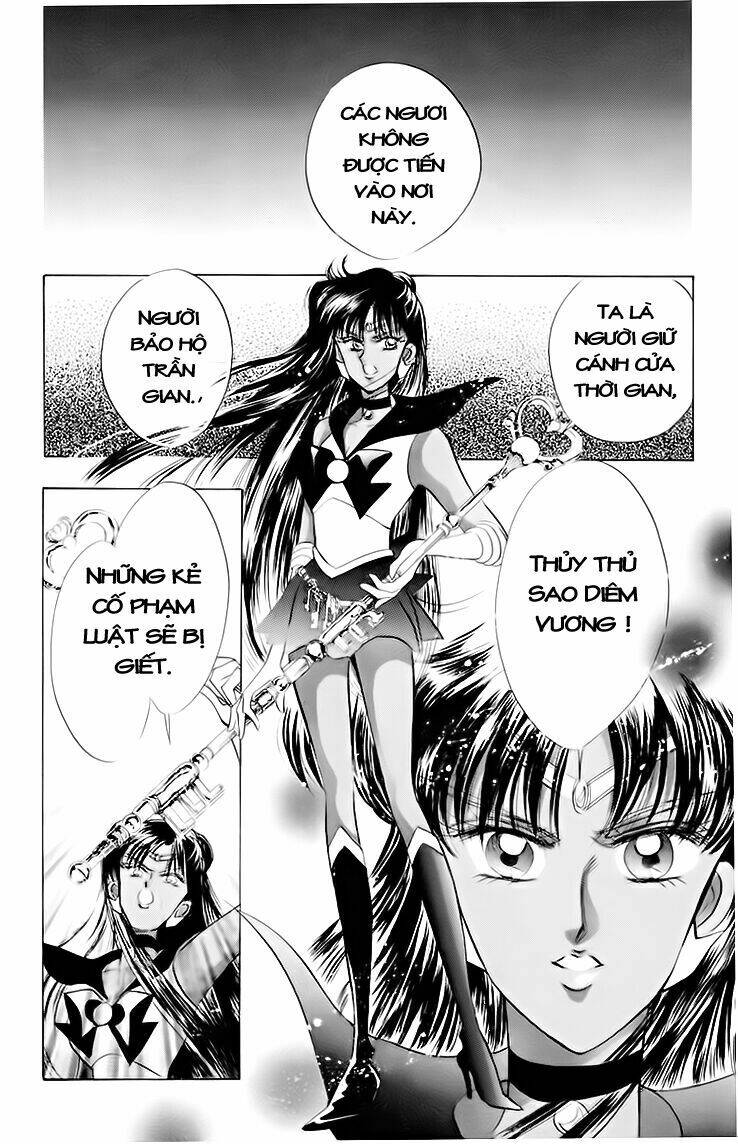 CÁC NGƯƠI
KHÔNG
ĐƯỢC TIẾN
VÀO NƠI
NÀY.
TA LÀ
NGƯỜI GIỮ
CÁNH CỬA
THỜI GIAN,
NGƯỜI
BẢO HỘ
TRẦN
GIAN.
THỦY THỦ
SAO DIÊM
VƯƠNG !
NHỮNG KẺ
CỐ PHẠM
LUẬT SẼ BỊ
GIẾT.